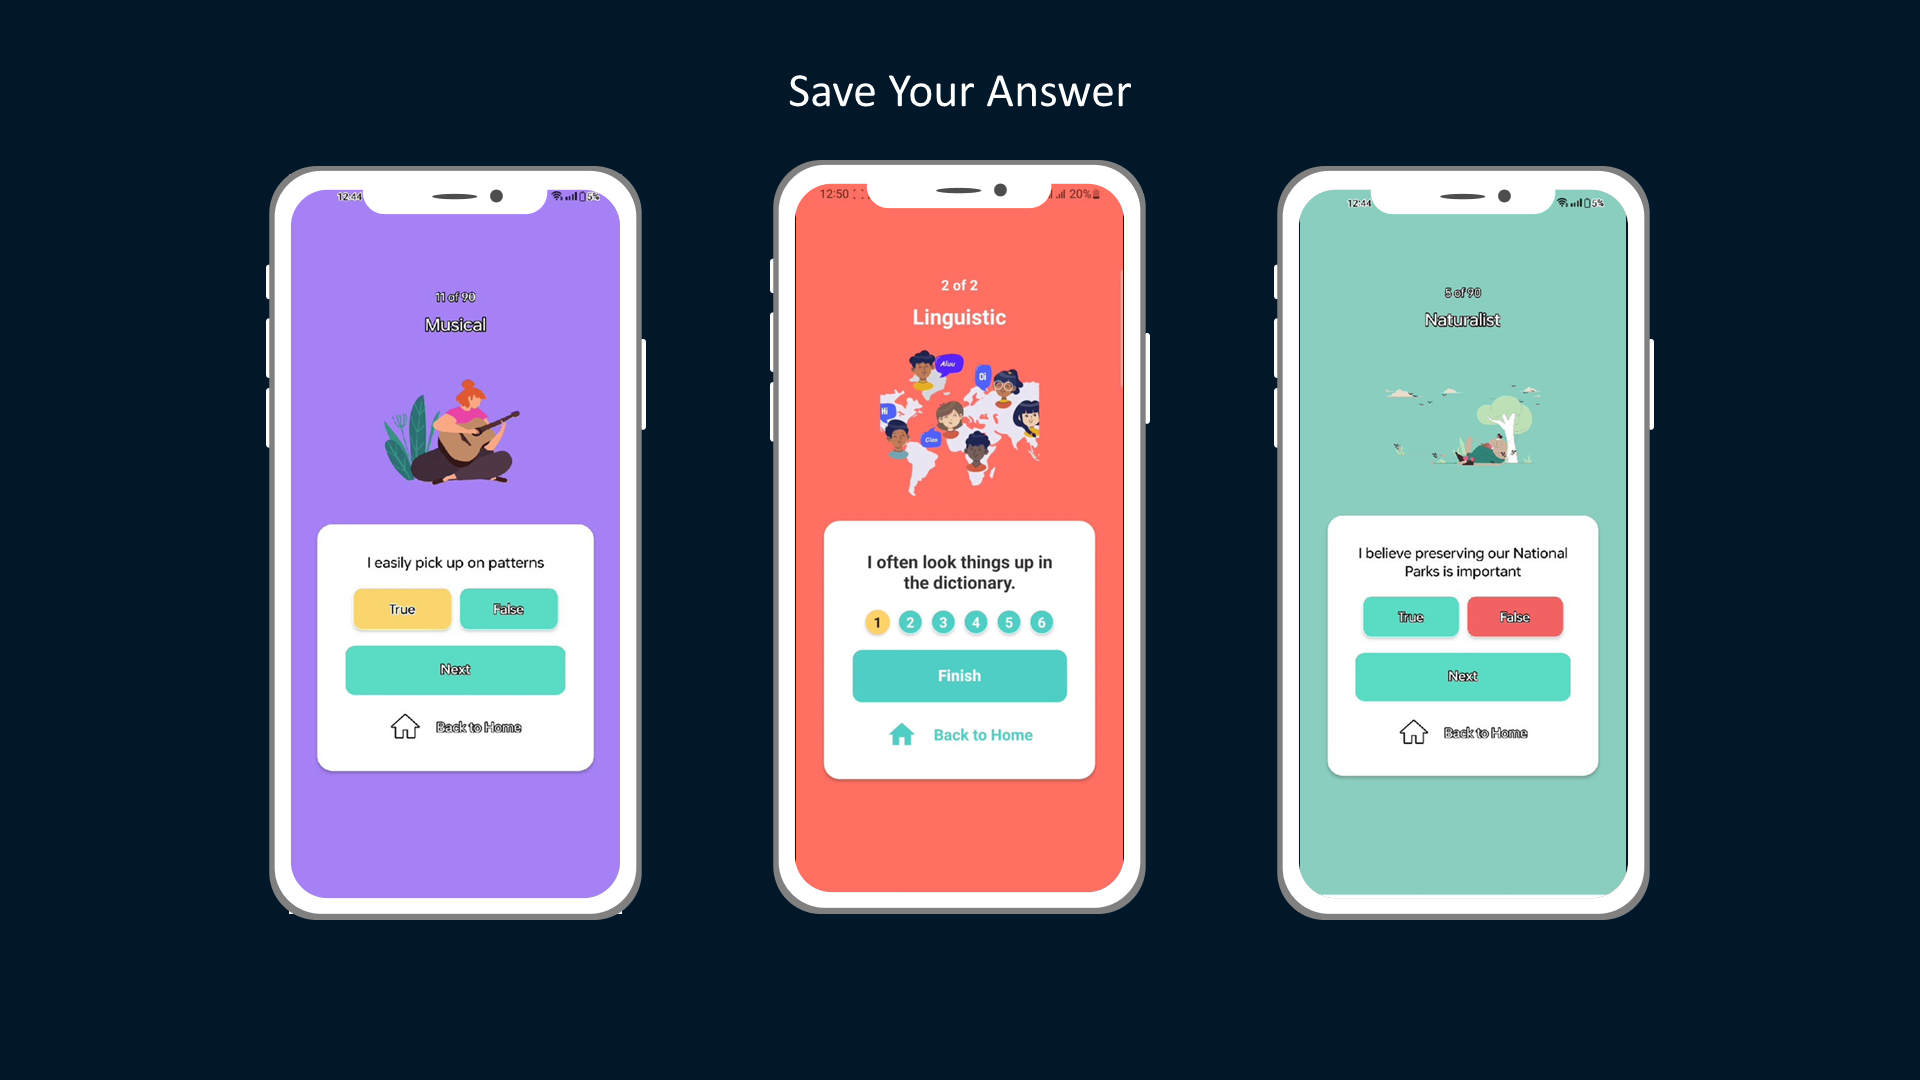 Save Your Answer
12:44
5%
11 of 90
Musical
I easily pick up on patterns
True
False
Next
Back to Home
12:50
20%
2 of 2
Linguistic
Aluu
Oi
Hi
Ciao
I often look things up in
the dictionary.
1 2 3 4 5 6
Finish
Back to Home
12:44
5%
5 of 90
Naturalist
I believe preserving our National
Parks is important
True
False
Next
Back to Home